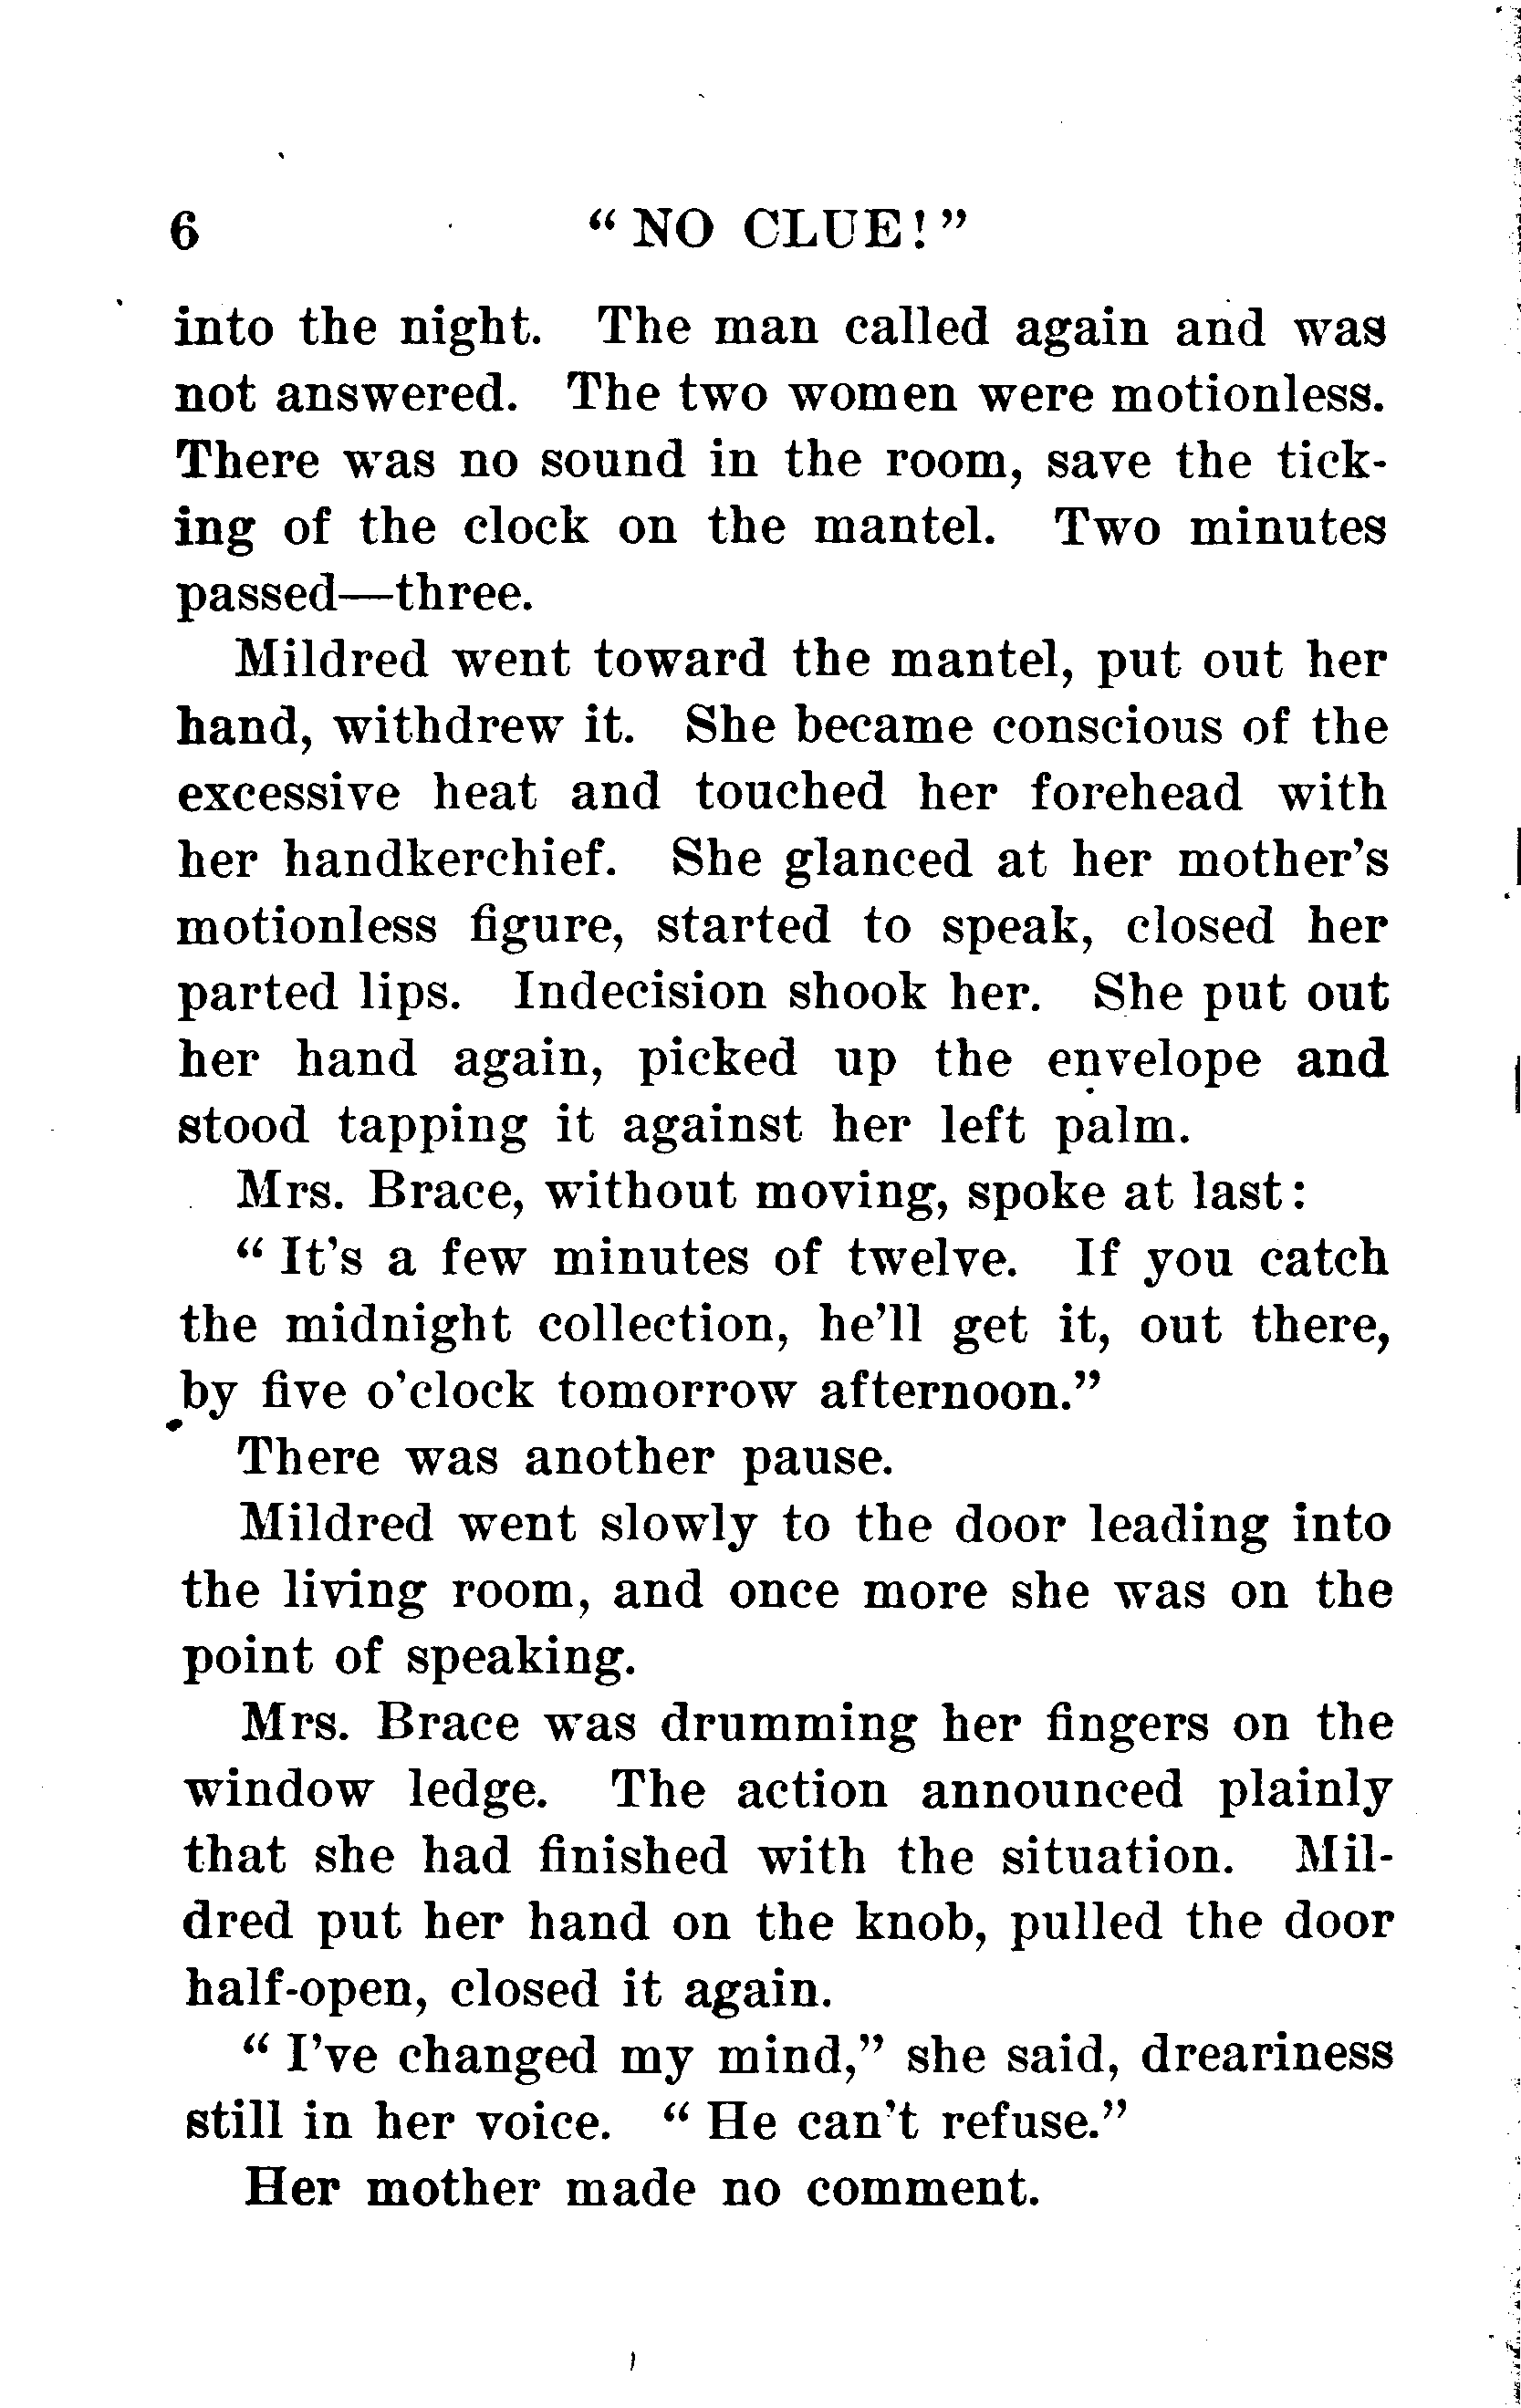 6 “ NO CLUE! ”
into the night. The man called again and was
not answered. The two women were motionless.
There was no sound in the room, save the tick-
ing of the clock on the mantel. Two minutes
passed—three.
Mildred went toward the mantel, put out her
hand, withdrew it. She became conscious of the
excessive heat and touched her forehead with
her handkerchief. She glanced at her mother’s
motionless figure, started to speak, closed her
parted lips. Indecision shook her. She put out
her hand again, picked up the envelope and
stood tapping it against her left palm.
Mrs. Brace, without moving, spoke at last:
“ It’s a few minutes of twelve. If you catch
the midnight collection, he’ll get it, out there,
by five o’clock tomorrow afternoon.”
There was another pause.
Mildred went slowly to the door leading into
the living room, and once more she was on the
point of speaking.
Mrs. Brace was drumming her fingers on the
window ledge. The action announced plainly
that she had finished with the situation. Mil-
dred put her hand on the knob, pulled the door
half-open, closed it again.
“ I’ve changed my mind,” she said, dreariness
still in her voice. “ He can’t refuse.”
Her mother made no comment.